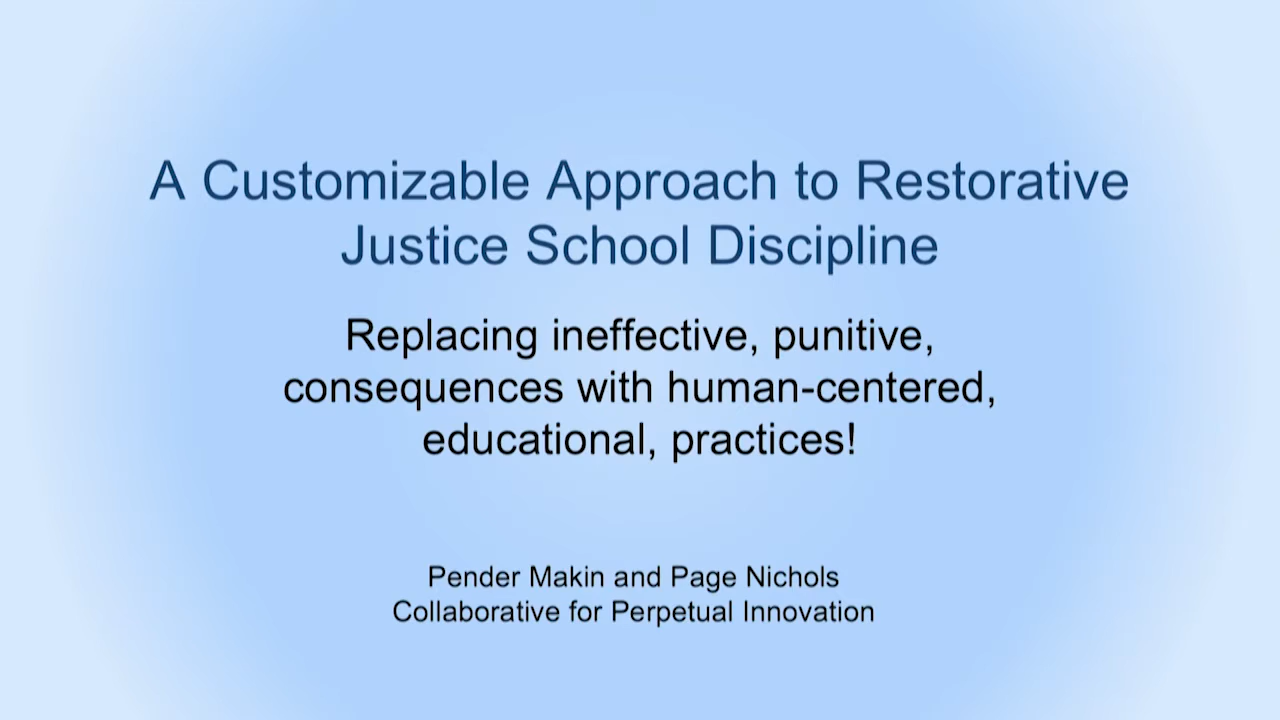 A Customizable Approach to Restorative
Justice School Discipline
Replacing ineffective, punitive,
consequences with human-centered,
educational, practices!
Pender Makin and Page Nichols
Collaborative for Perpetual Innovation